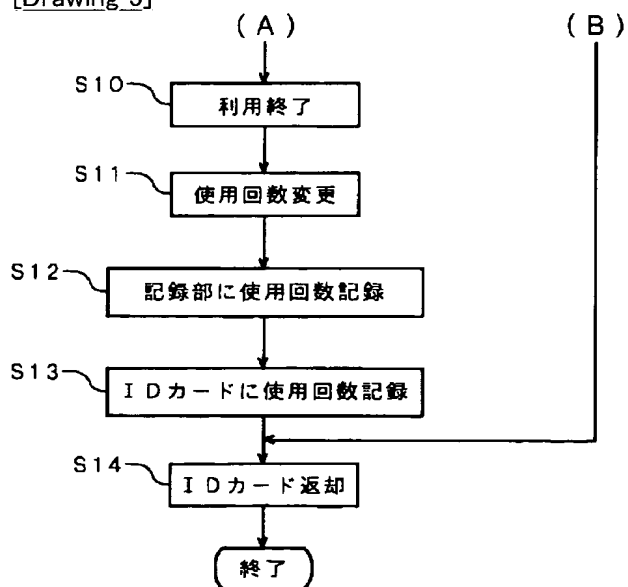 [Drawing 5]
(A)
(B)
S10
利用終了
S11
使用回数変更
S12
記録部に使用回数記録
S13
IDカードに使用回数記録
S14
IDカード返却
終了